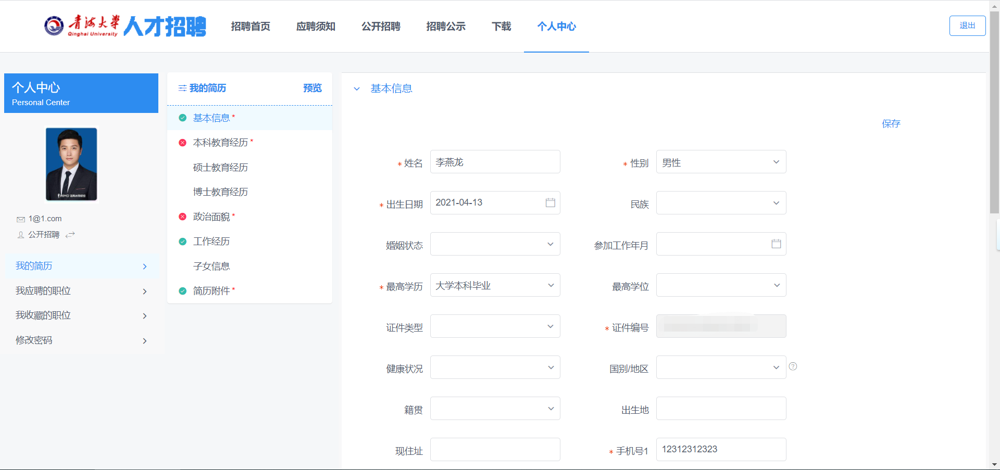 青海大学 人才招聘
Qinghai University
招聘首页 应聘须知 公开招聘 招聘公示 下载 个人中心 退出
个人中心
Personal Center
1@1.com
公开招聘
我的简历
我应聘的职位
我收藏的职位
修改密码
我的简历 预览
基本信息 *
本科教育经历 *
硕士教育经历
博士教育经历
政治面貌 *
工作经历
子女信息
简历附件 *
基本信息
保存
* 姓名 李燕龙 * 性别 男性
* 出生日期 2021-04-13 民族
婚姻状态 参加工作年月
* 最高学历 大学本科毕业 最高学位
证件类型 * 证件编号
健康状况 国别/地区 ?
籍贯 出生地
现住址 * 手机号1 12312312323